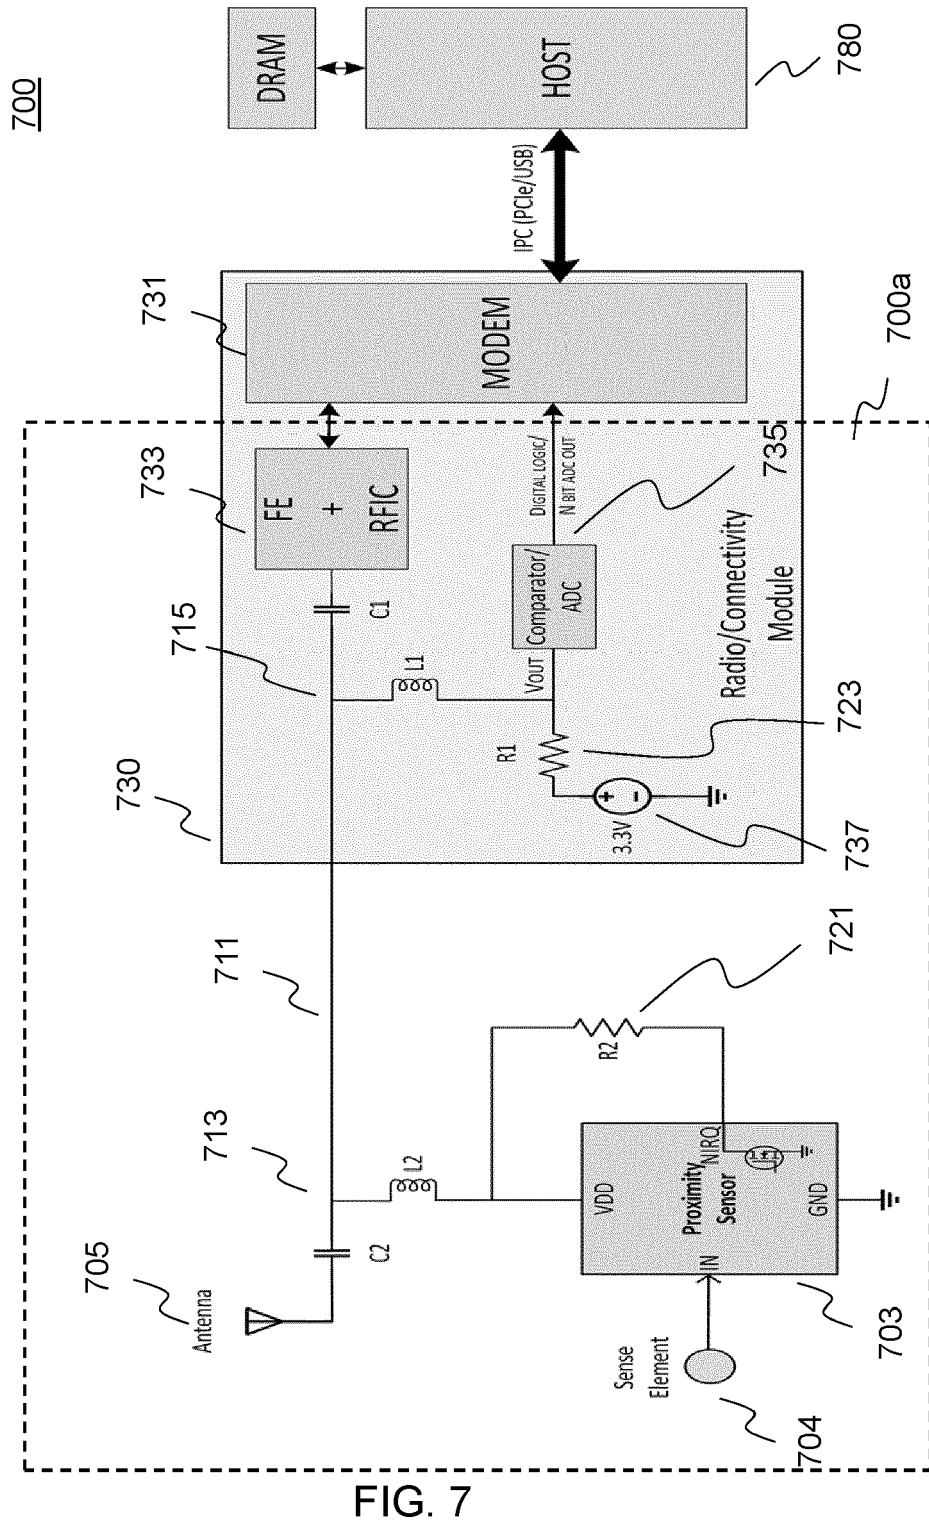 700
DRAM
HOST
780
IPC (PCIe/USB)
731
MODEM
700a
733
FE
+
RFIC
DIGITAL LOGIC/
N BIT ADC OUT
735
C1
Comparator/
ADC
Radio/Connectivity
Module
715
L1
VOUT
R1
723
730
3.3V
+
-
737
711
721
R2
713
L2
C2
VDD
Proximity
Sensor
NIRQ
GND
IN
705
Antenna
703
Sense
Element
704
FIG. 7